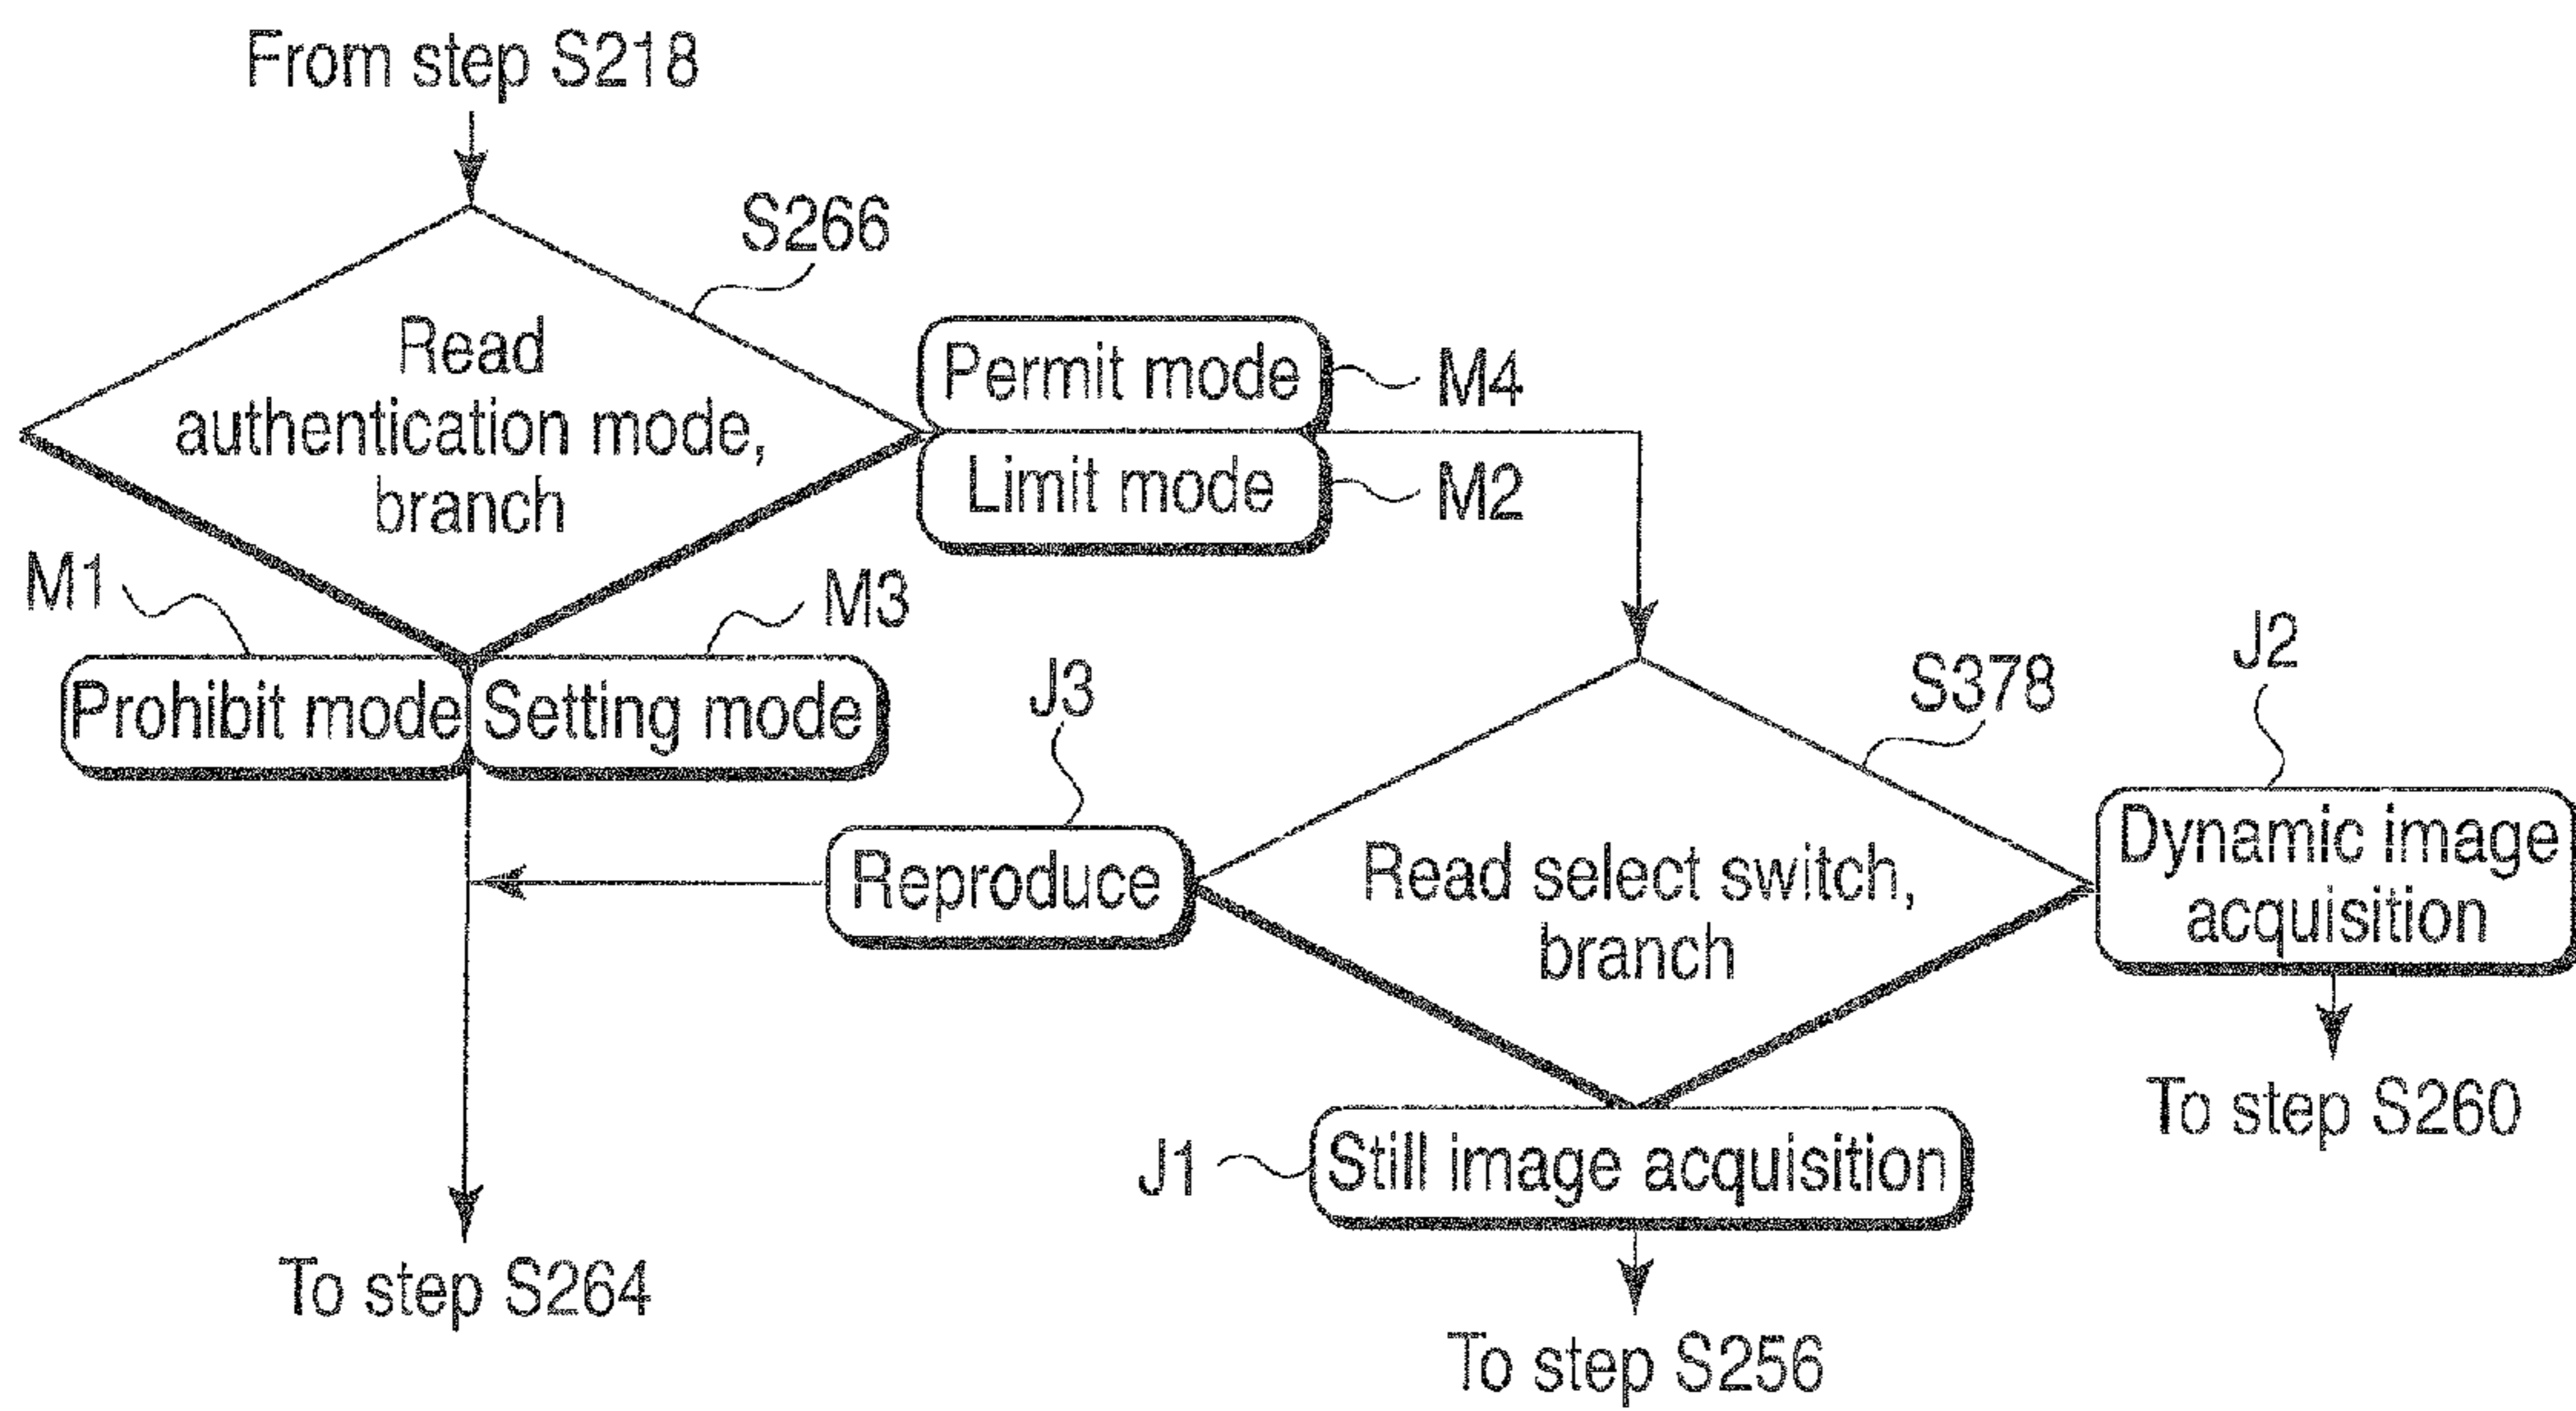 From step S218
S266
Read
authentication mode,
branch
Permit mode
M4
Limit mode
M2
M1
M3
Prohibit mode
Setting mode
J3
S378
J2
Reproduce
Read select switch,
branch
Dynamic image
acquisition
To step S260
J1
Still image acquisition
To step S264
To step S256